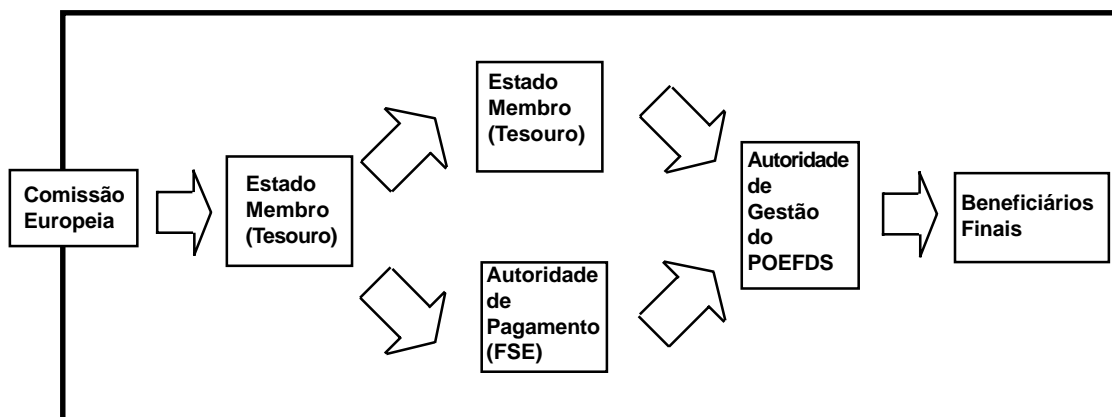 Comissão
Europeia
Estado
Membro
(Tesouro)
Estado
Membro
(Tesouro)
Autoridade
de
Pagamento
(FSE)
Autoridade
de
Gestão
do
POEFDS
Beneficiários
Finais